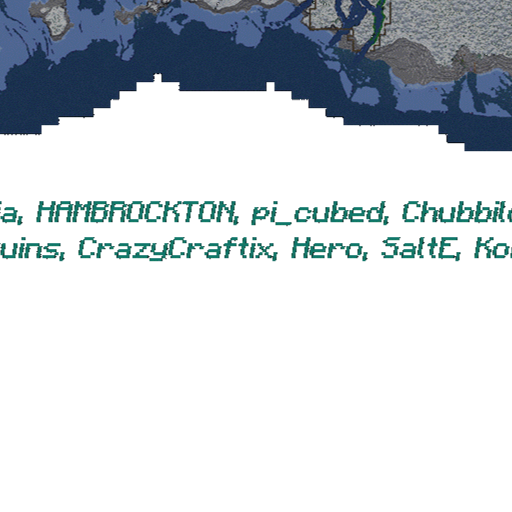 a, HAMBROCKTON, pi_cubed, Chubbil
uins, CrazyCraftix, Hero, SaltE, Ko